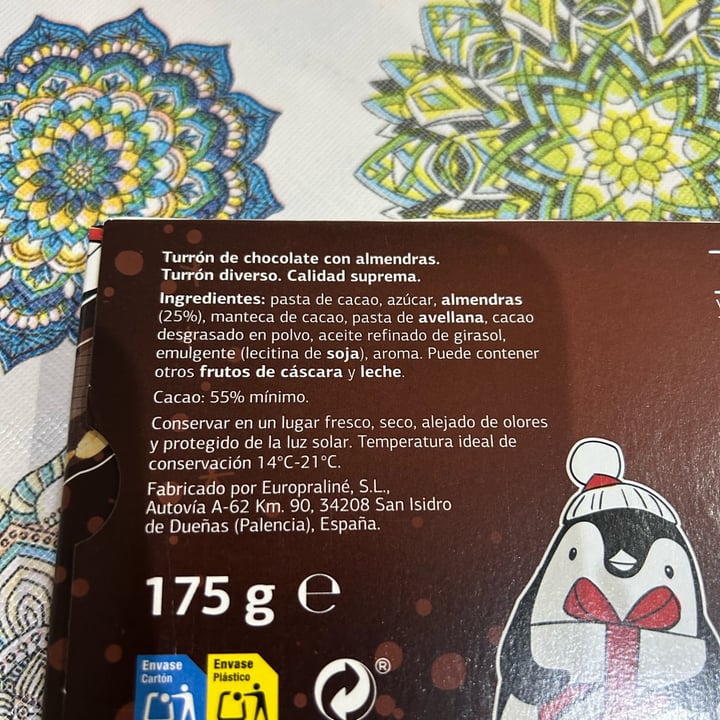 Turrón de chocolate con almendras.
Turrón diverso. Calidad suprema.
Ingredientes: pasta de cacao, azúcar, almendras
(25%), manteca de cacao, pasta de avellana, cacao
desgrasado en polvo, aceite refinado de girasol,
emulgente (lecitina de soja), aroma. Puede contener
otros frutos de cáscara y leche.
Cacao: 55% mínimo.
Conservar en un lugar fresco, seco, alejado de olores
y protegido de la luz solar. Temperatura ideal de
conservación 14°C-21°C.
Fabricado por Europraliné, S.L.,
Autovía A-62 Km. 90, 34208 San Isidro
de Dueñas (Palencia), España.
175 g ℮
Envase
Cartón
Envase
Plástico
®